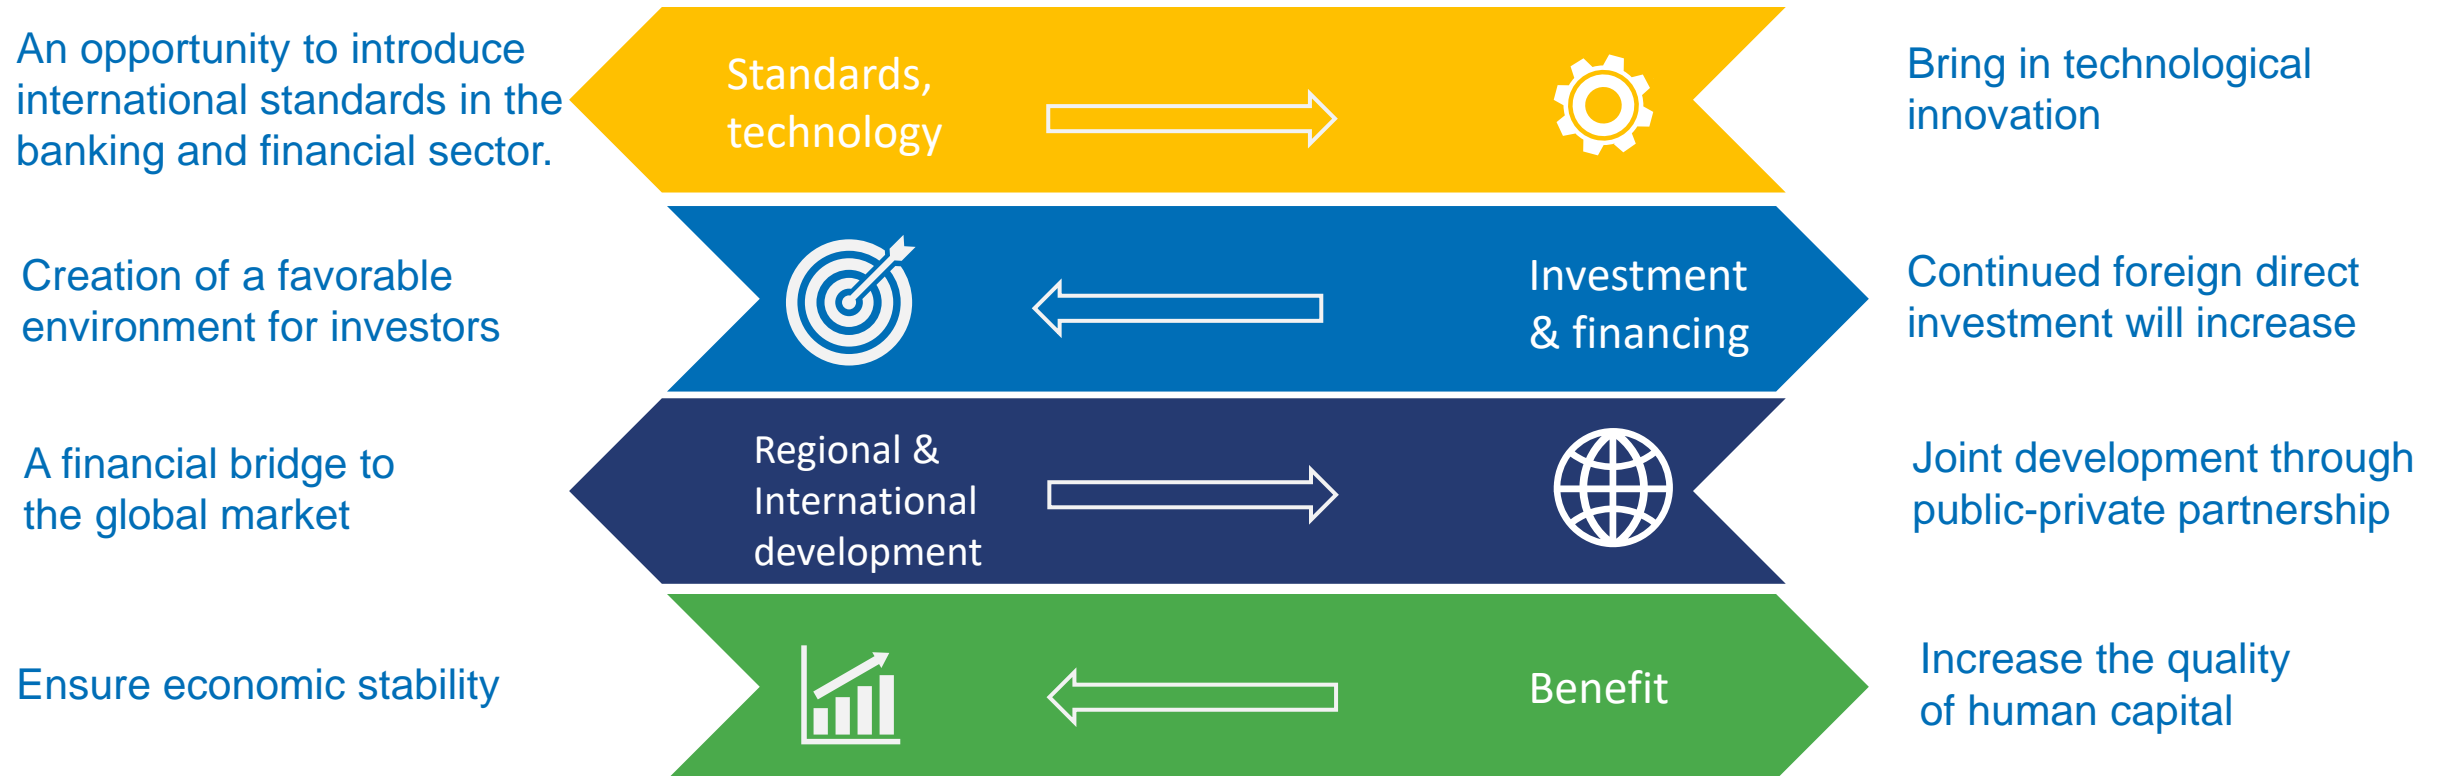 An opportunity to introduce
international standards in the
banking and financial sector.
Standards,
technology
Bring in technological
innovation
Creation of a favorable
environment for investors
Investment
& financing
Continued foreign direct
investment will increase
A financial bridge to
the global market
Regional &
International
development
Joint development through
public-private partnership
Ensure economic stability
Benefit
Increase the quality
of human capital